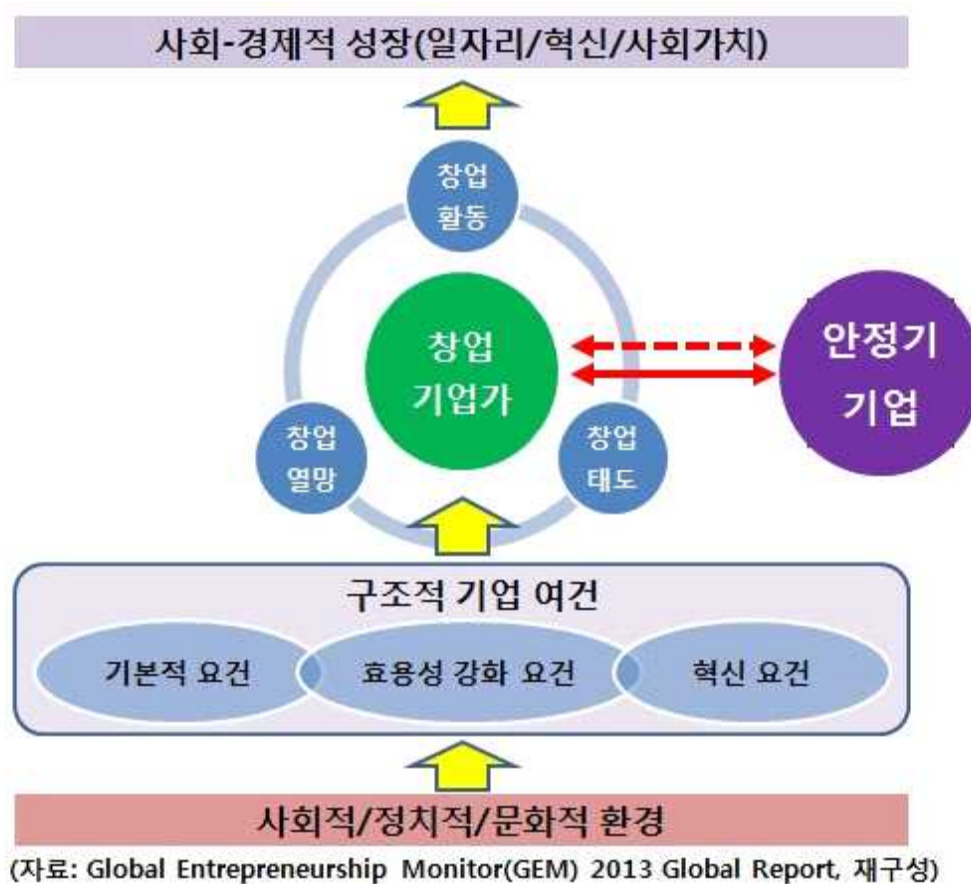 사회-경제적 성장(일자리/혁신/사회가치)
창업
활동
창업
기업가
안정기
기업
창업
열망
창업
태도
구조적 기업 여건
기본적 요건
효용성 강화 요건
혁신 요건
사회적/정치적/문화적 환경
(자료: Global Entrepreneurship Monitor(GEM) 2013 Global Report, 재구성)